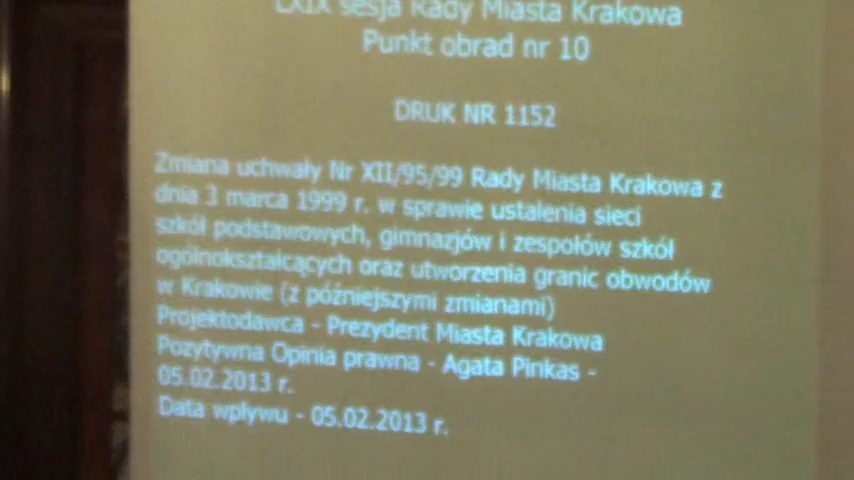 LXIX sesja Rady Miasta Krakowa
Punkt obrad nr 10
DRUK NR 1152
Zmiana uchwały Nr XII/95/99 Rady Miasta Krakowa z
dnia 3 marca 1999 r. w sprawie ustalenia sieci
szkół podstawowych, gimnazjów i zespołów szkół
ogólnokształcących oraz utworzenia granic obwodów
w Krakowie (z późniejszymi zmianami)
Projektodawca - Prezydent Miasta Krakowa
Pozytywna Opinia prawna - Agata Pinkas -
05.02.2013 r.
Data wpływu - 05.02.2013 r.